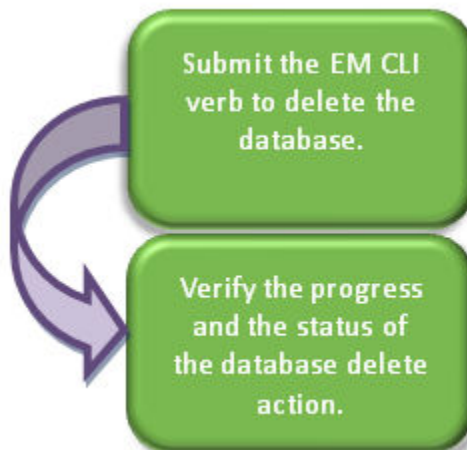 Submit the EM CLI
verb to delete the
database.
Verify the progress
and the status of
the database delete
action.